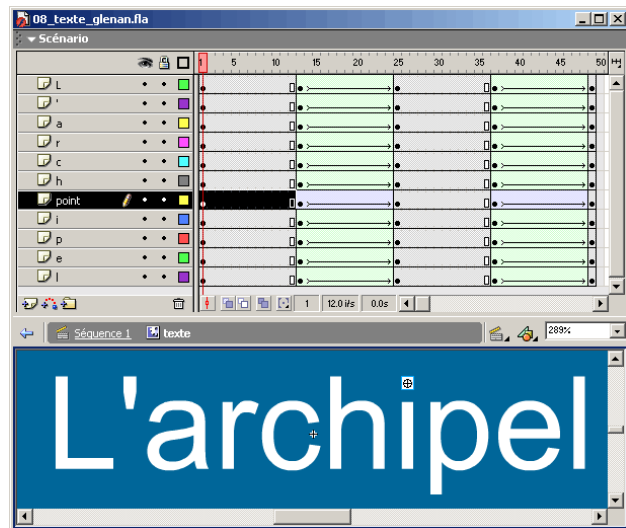 08_texte_glenan.fla
Scénario
1 5 10 15 20 25 30 35 40 45 50
L
'
a
r
c
h
point
i
p
e
l
1 12.0 i/s 0.0s
Séquence 1 texte 289%
L'archipel